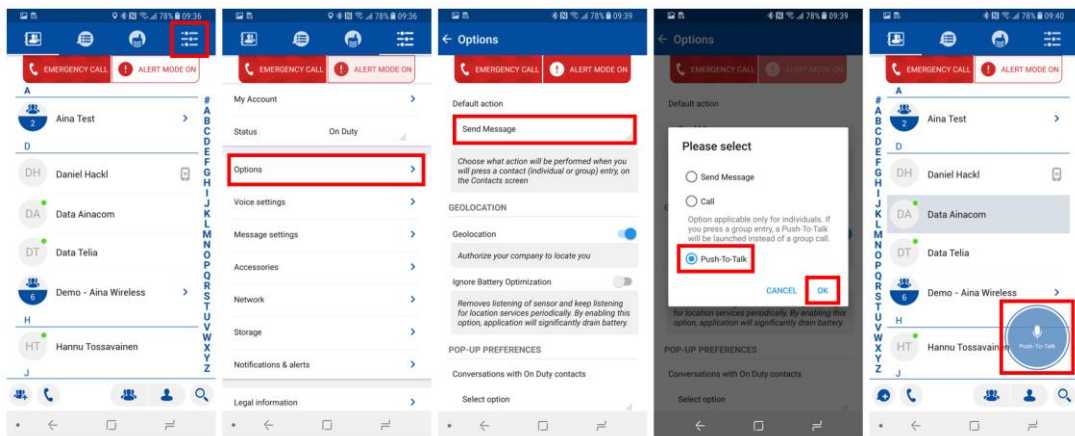 78% 09:36
EMERGENCY CALL
ALERT MODE ON
A
2
Aina Test
D
DH
Daniel Hackl
DA
Data Ainacom
DT
Data Telia
6
Demo - Aina Wireless
H
HT
Hannu Tossavainen
J
#
A
B
C
D
E
F
G
H
I
J
K
L
M
N
O
P
Q
R
S
T
U
V
W
X
Y
Z
78% 09:36
EMERGENCY CALL
ALERT MODE ON
My Account
Status
On Duty
Options
Voice settings
Message settings
Accessories
Network
Storage
Notifications & alerts
Legal information
78% 09:39
Options
EMERGENCY CALL
ALERT MODE ON
Default action
Send Message
Choose what action will be performed when you
will press a contact (individual or group) entry, on
the Contacts screen
GEOLOCATION
Geolocation
Authorize your company to locate you
Ignore Battery Optimization
Removes listening of sensor and keep listening
for location services periodically. By enabling this
option, application will significantly drain battery.
POP-UP PREFERENCES
Conversations with On Duty contacts
Select option
78% 09:39
Options
EMERGENCY CALL
ALERT MODE ON
Default action
Please select
Send Message
Call
Option applicable only for individuals. If
you press a group entry, a Push-To-Talk
will be launched instead of a group call.
Push-To-Talk
CANCEL
OK
for location services periodically. By enabling this
option, application will significantly drain battery.
POP-UP PREFERENCES
Conversations with On Duty contacts
Select option
78% 09:40
EMERGENCY CALL
ALERT MODE ON
A
2
Aina Test
D
DH
Daniel Hackl
DA
Data Ainacom
DT
Data Telia
6
Demo - Aina Wireless
H
HT
Hannu Tossavainen
Push-To-Talk
J
#
A
B
C
D
E
F
G
H
I
J
K
L
M
N
O
P
Q
R
S
T
U
V
W
X
Y
Z